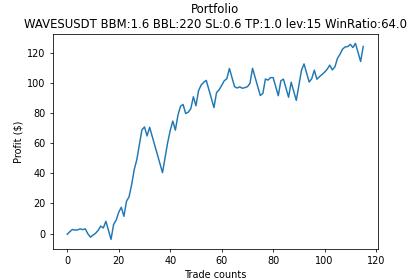 Portfolio
WAVESUSDT BBM:1.6 BBL:220 SL:0.6 TP:1.0 lev:15 WinRatio:64.0
120
100
80
60
40
20
0
Profit ($)
0 20 40 60 80 100 120
Trade counts